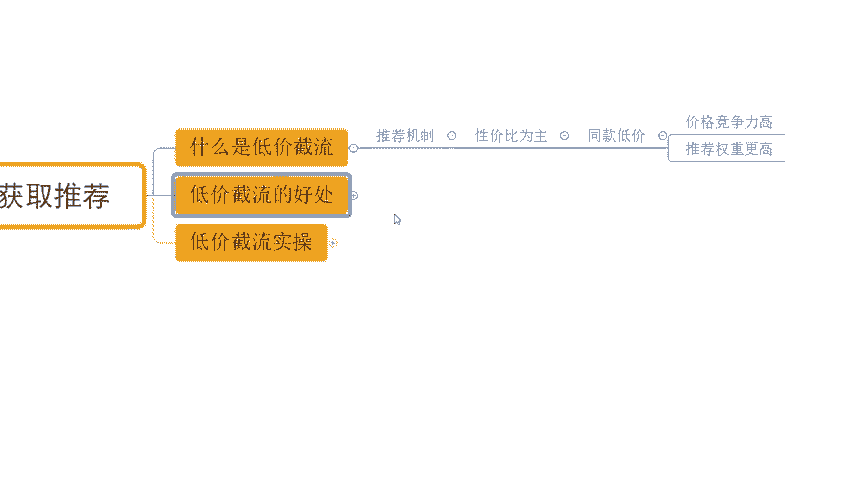 获取推荐
什么是低价截流
推荐机制
性价比为主
同款低价
价格竞争力高
推荐权重更高
低价截流的好处
低价截流实操